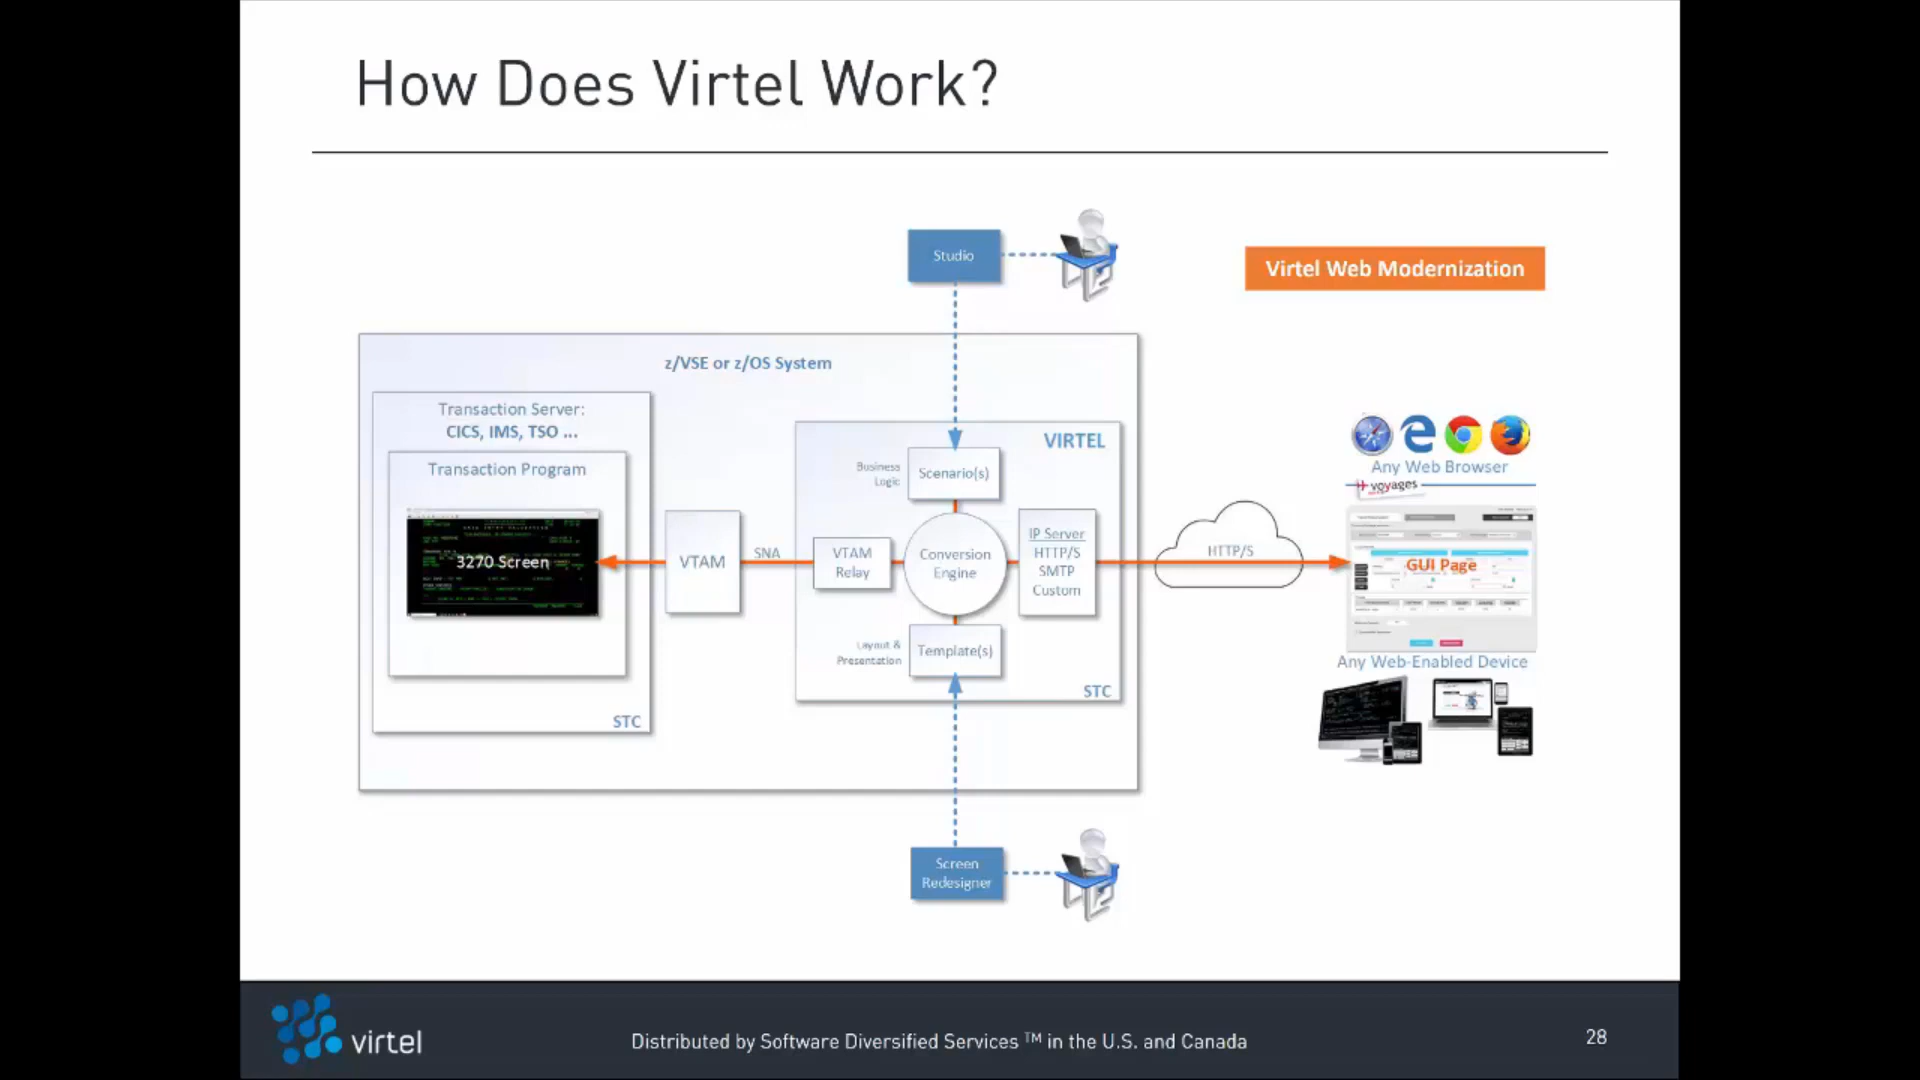 How Does Virtel Work?
Studio
Virtel Web Modernization
z/VSE or z/OS System
Transaction Server:
CICS, IMS, TSO ...
Transaction Program
3270 Screen
STC
VTAM
SNA
VIRTEL
Business
Logic
Scenario(s)
VTAM
Relay
Conversion
Engine
IP Server
HTTP/S
SMTP
Custom
Layout &
Presentation
Template(s)
STC
HTTP/S
Any Web Browser
voyages
GUI Page
Any Web-Enabled Device
Screen
Redesigner
virtel
Distributed by Software Diversified Services ™ in the U.S. and Canada
28